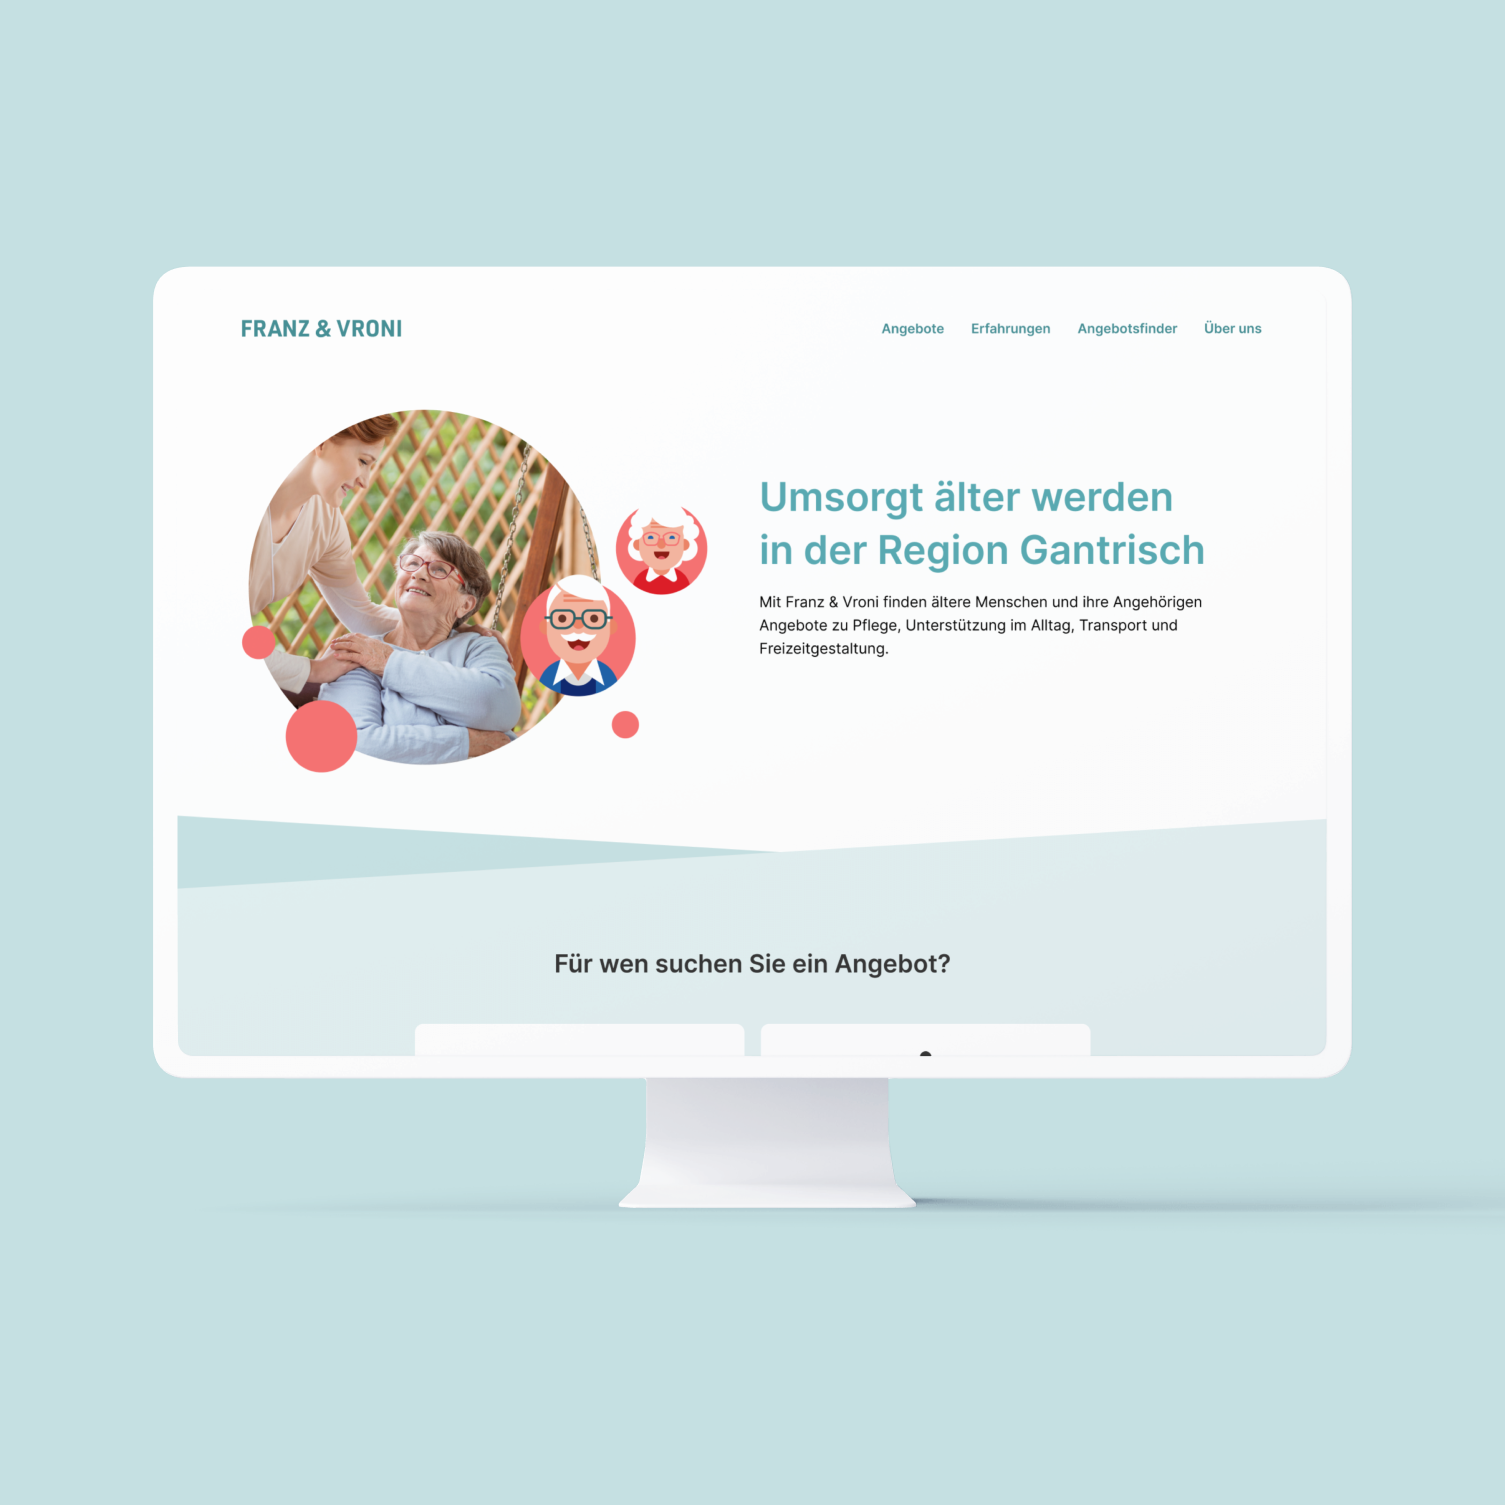 FRANZ & VRONI
Angebote Erfahrungen Angebotsfinder Über uns
Umsorgt älter werden
in der Region Gantrisch
Mit Franz & Vroni finden ältere Menschen und ihre Angehörigen
Angebote zu Pflege, Unterstützung im Alltag, Transport und
Freizeitgestaltung.
Für wen suchen Sie ein Angebot?